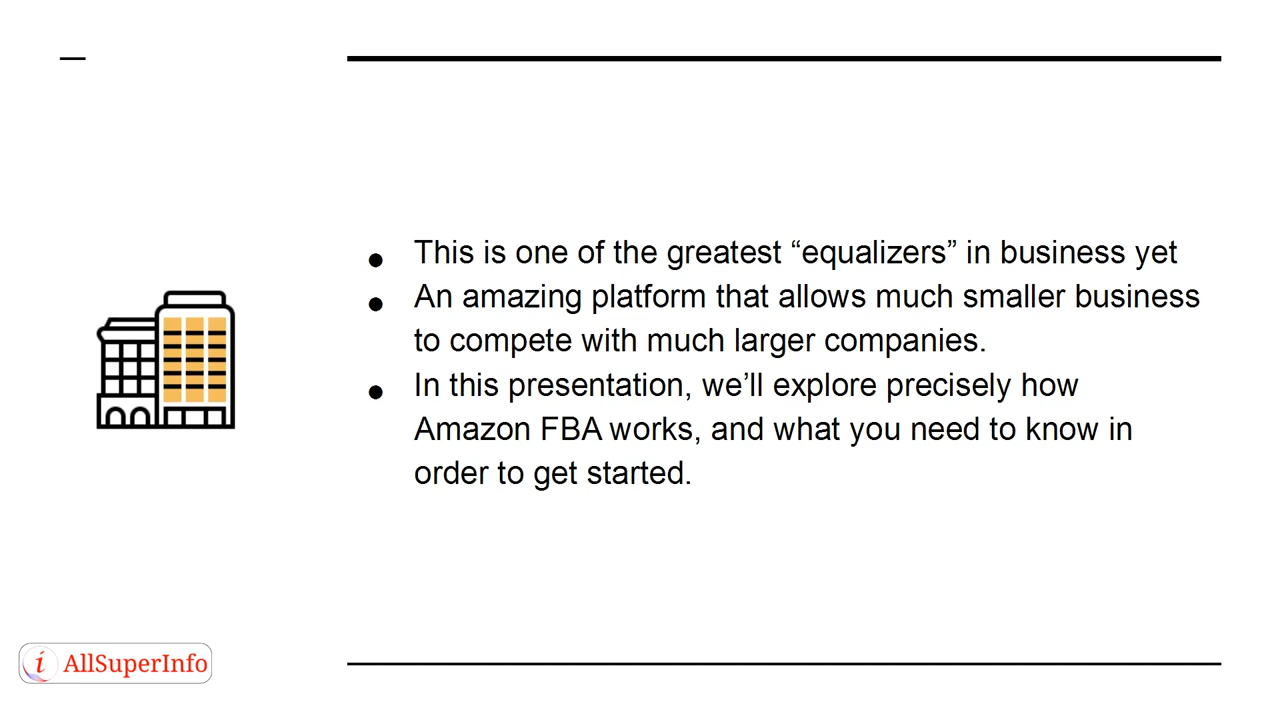 ● This is one of the greatest “equalizers” in business yet
● An amazing platform that allows much smaller business
to compete with much larger companies.
● In this presentation, we’ll explore precisely how
Amazon FBA works, and what you need to know in
order to get started.
i AllSuperInfo